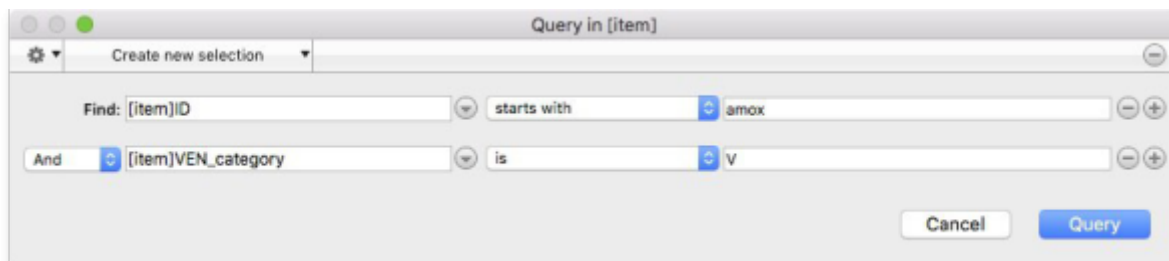 Query in [item]
Create new selection
Find: [item]ID starts with amox
And [item]VEN_category is V
Cancel Query